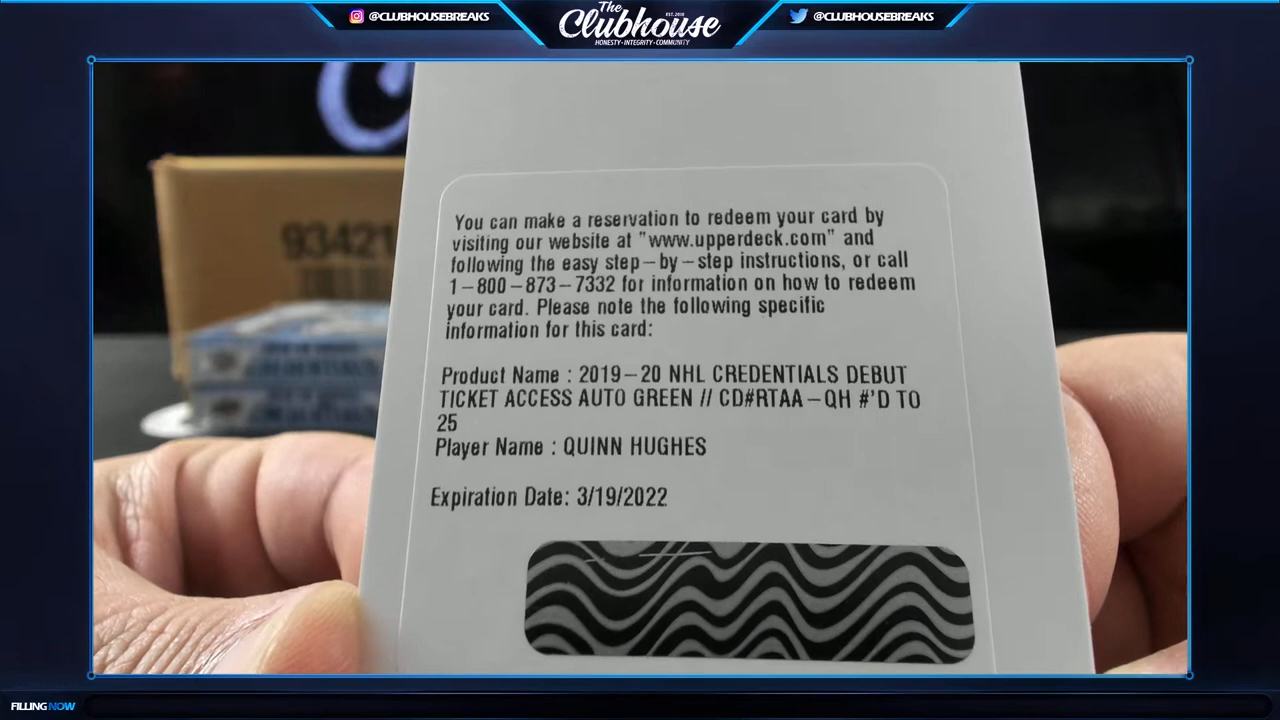 @CLUBHOUSEBREAKS
The
Clubhouse
EST. 2018
HONESTY • INTEGRITY • COMMUNITY
@CLUBHOUSEBREAKS
93421
You can make a reservation to redeem your card by
visiting our website at "www.upperdeck.com" and
following the easy step-by-step instructions, or call
1-800-873-7332 for information on how to redeem
your card. Please note the following specific
information for this card:
Product Name : 2019-20 NHL CREDENTIALS DEBUT
TICKET ACCESS AUTO GREEN // CD#RTAA-QH #'D TO
25
Player Name : QUINN HUGHES
Expiration Date: 3/19/2022
CREDENTIALS
FILLING NOW